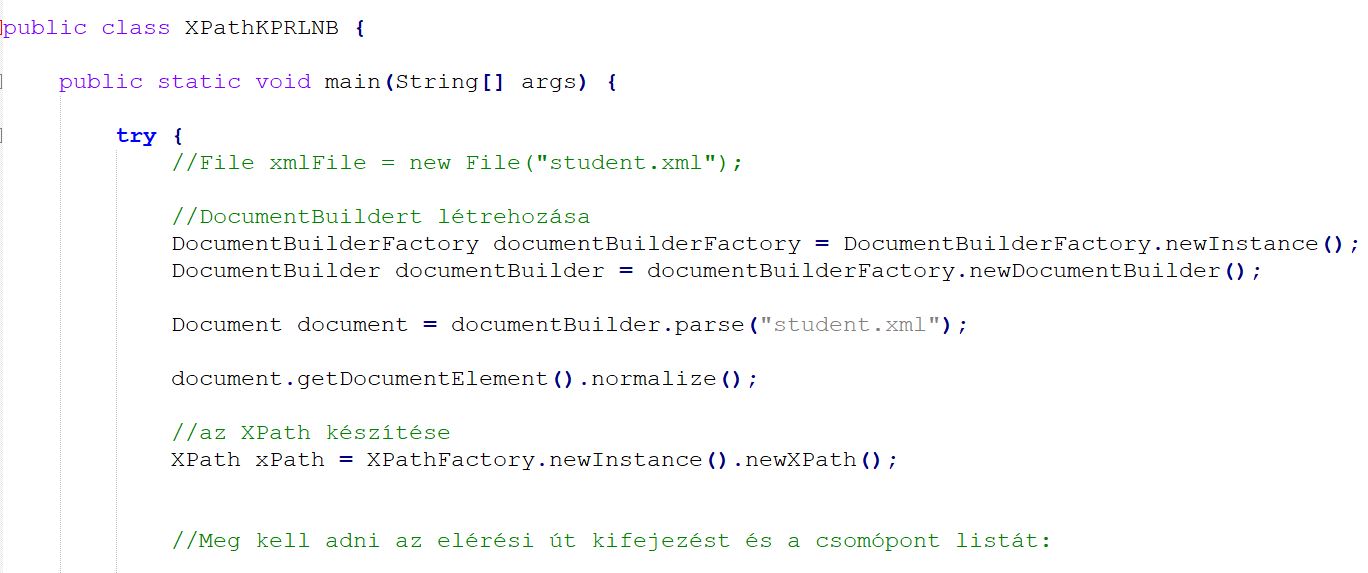 public class XPathKPRLNB {
public static void main(String[] args) {
try {
//File xmlFile = new File("student.xml");
//DocumentBuildert létrehozása
DocumentBuilderFactory documentBuilderFactory = DocumentBuilderFactory.newInstance();
DocumentBuilder documentBuilder = documentBuilderFactory.newDocumentBuilder();
Document document = documentBuilder.parse("student.xml");
document.getDocumentElement().normalize();
//az XPath készítése
XPath xPath = XPathFactory.newInstance().newXPath();
//Meg kell adni az elérési út kifejezést és a csomópont listát: